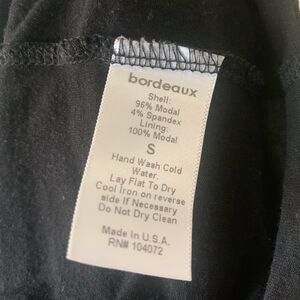 bordeaux
Shell:
96% Modal
4% Spandex
Lining:
100% Modal
S
Hand Wash Cold
Water.
Lay Flat To Dry
Cool Iron on reverse
side If Necessary
Do Not Dry Clean
Made In U.S.A.
RN# 104072